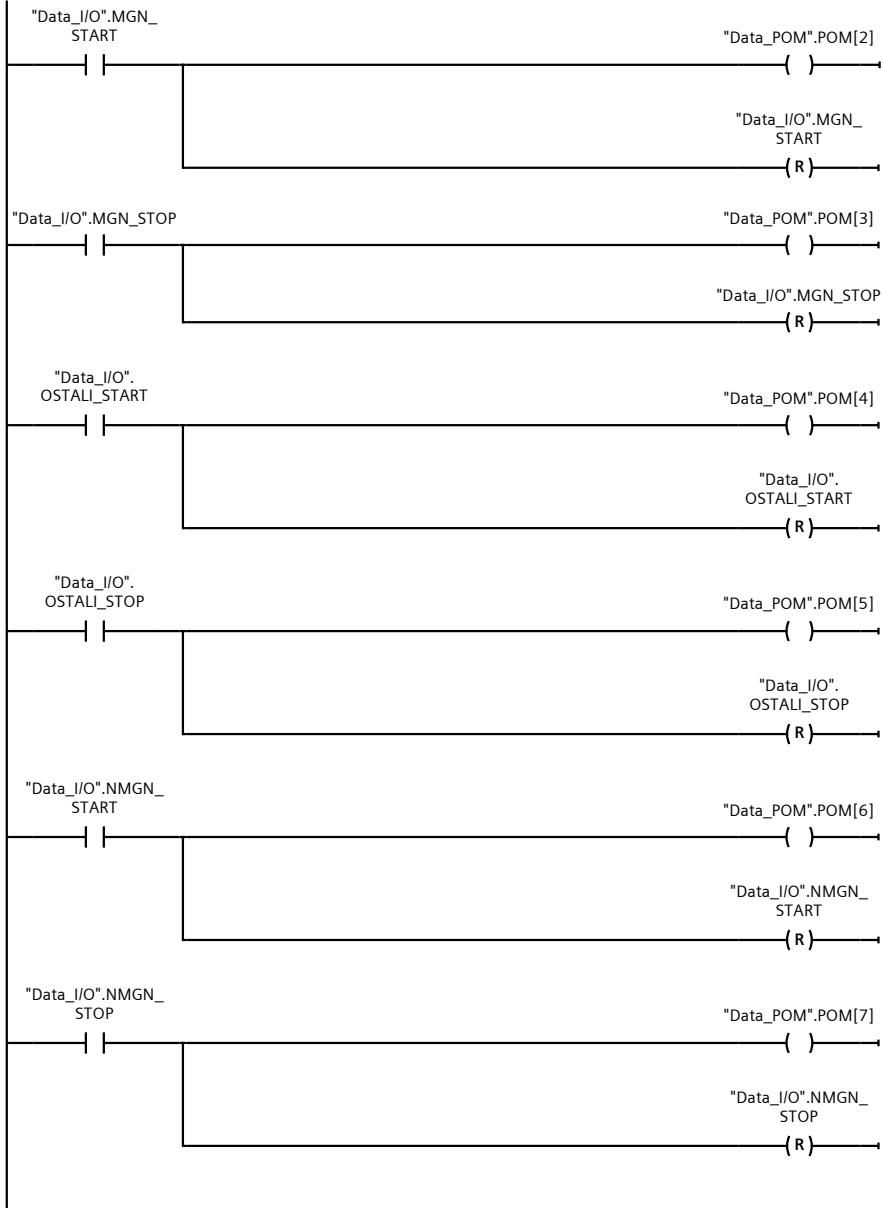 "Data_I/O".MGN_
START
"Data_POM".POM[2]
"Data_I/O".MGN_
START
R
"Data_I/O".MGN_STOP
"Data_POM".POM[3]
"Data_I/O".MGN_STOP
R
"Data_I/O".
OSTALI_START
"Data_POM".POM[4]
"Data_I/O".
OSTALI_START
R
"Data_I/O".
OSTALI_STOP
"Data_POM".POM[5]
"Data_I/O".
OSTALI_STOP
R
"Data_I/O".NMGN_
START
"Data_POM".POM[6]
"Data_I/O".NMGN_
START
R
"Data_I/O".NMGN_
STOP
"Data_POM".POM[7]
"Data_I/O".NMGN_
STOP
R